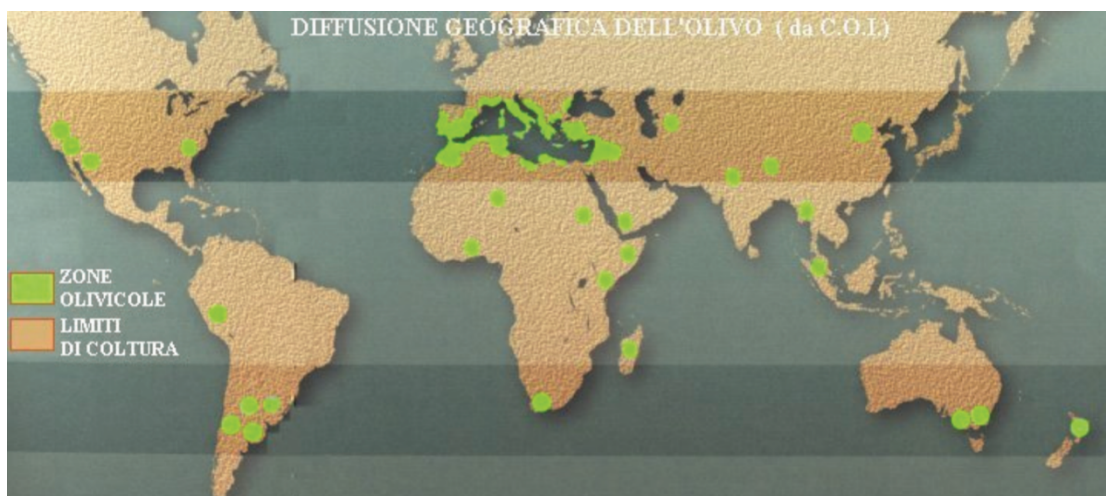 DIFFUSIONE GEOGRAFICA DELL'OLIVO ( da C.O.I.)
ZONE
OLIVICOLE
LIMITI
DI COLTURA